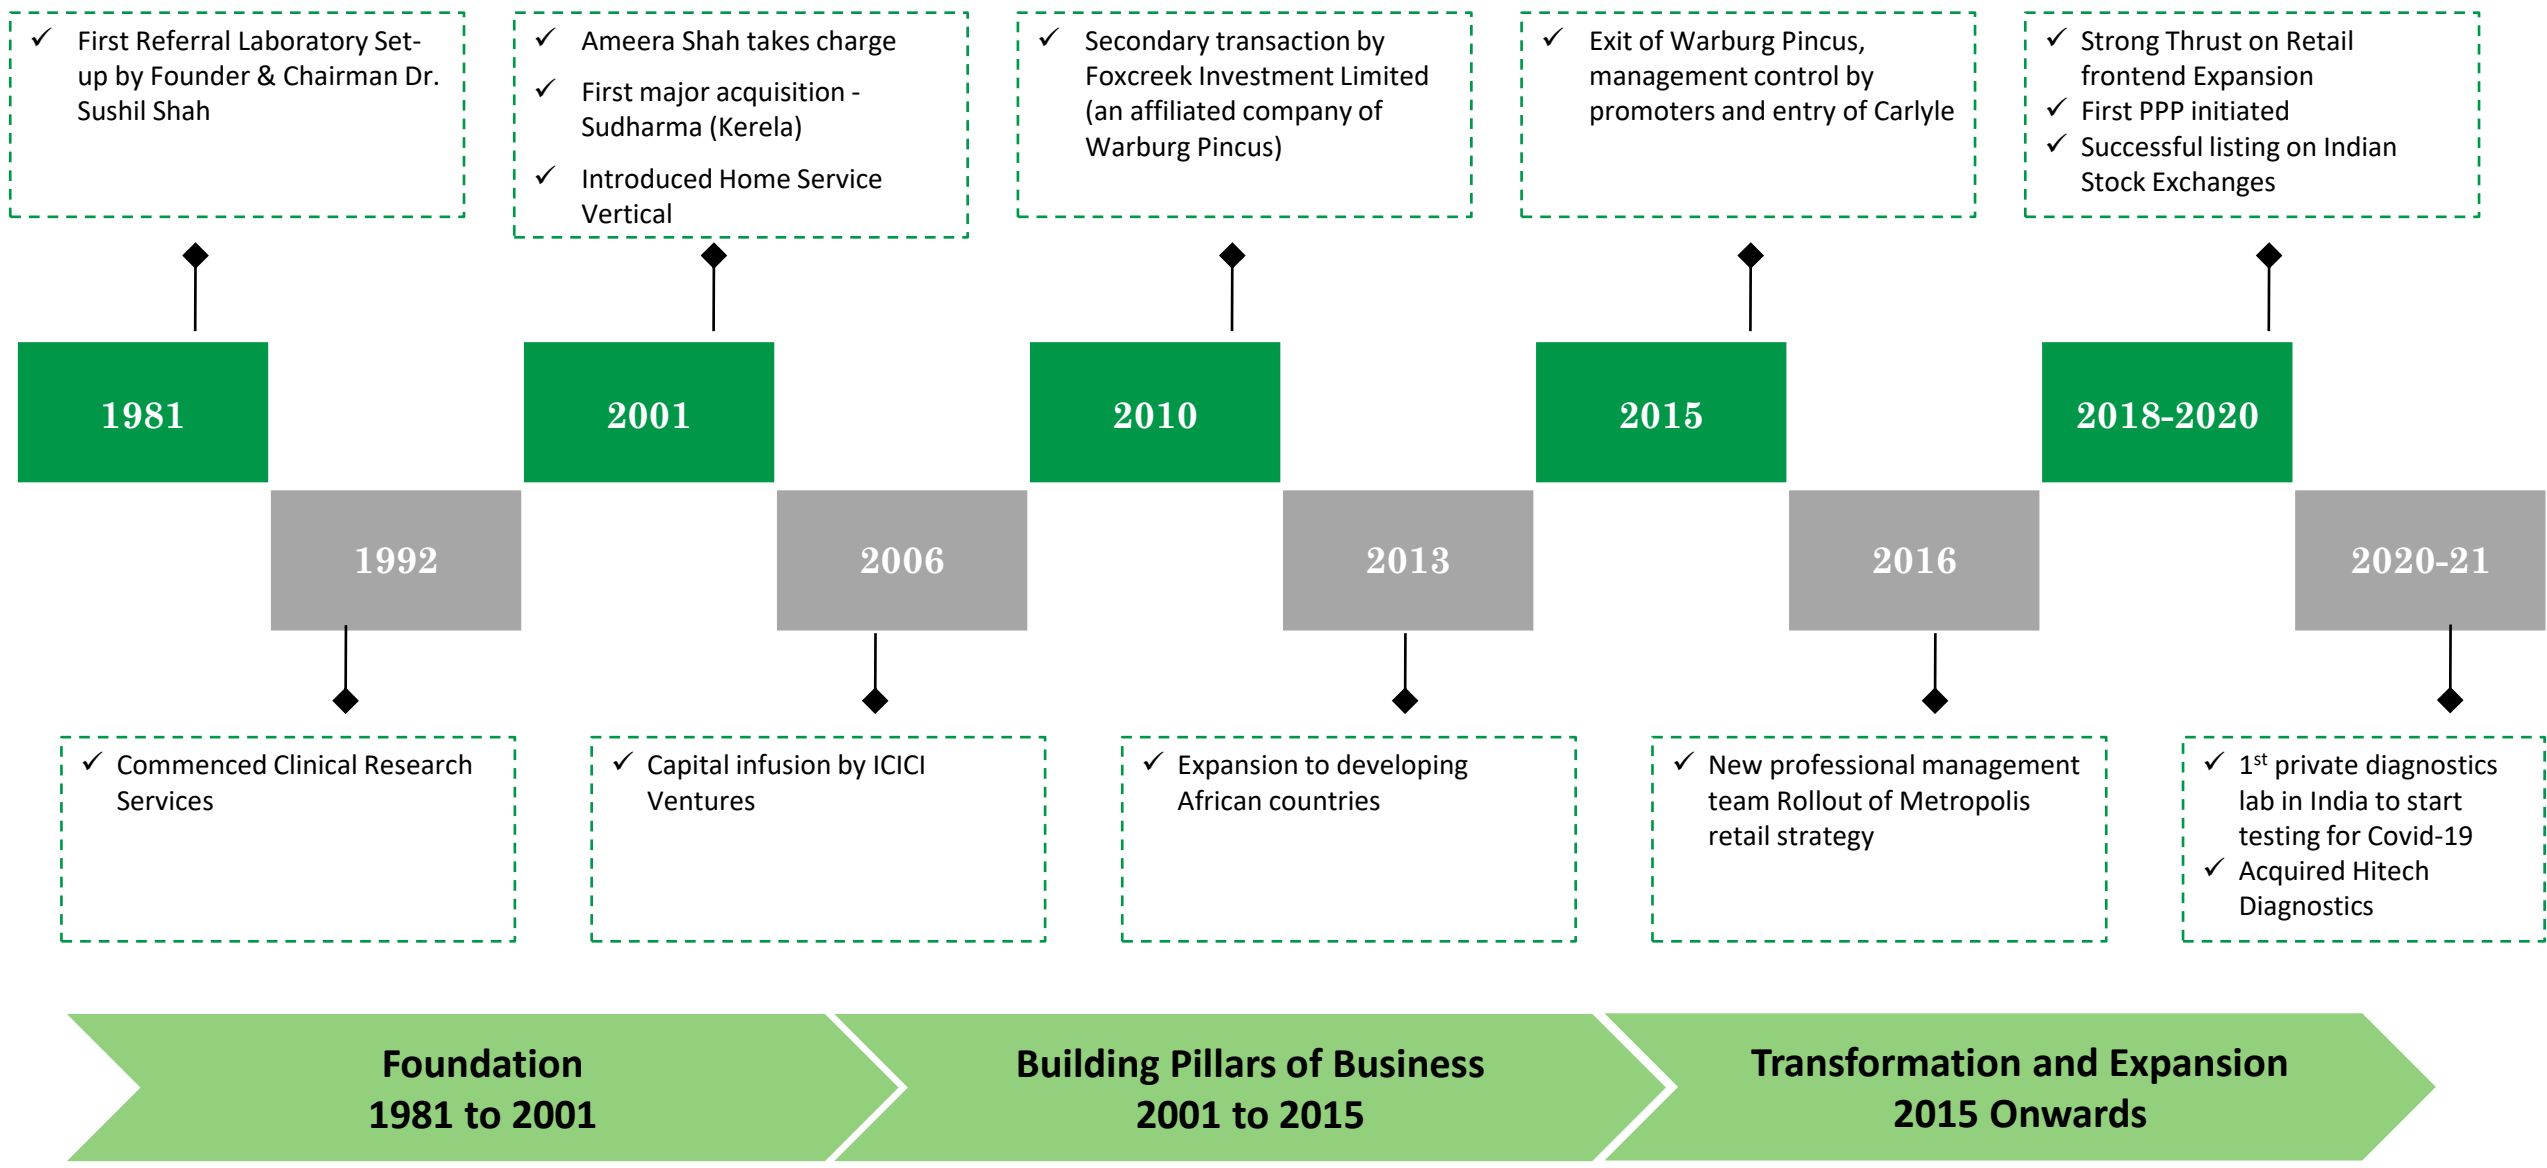 First Referral Laboratory Set-
up by Founder & Chairman Dr.
Sushil Shah
Ameera Shah takes charge
First major acquisition -
Sudharma (Kerela)
Introduced Home Service
Vertical
Secondary transaction by
Foxcreek Investment Limited
(an affiliated company of
Warburg Pincus)
Exit of Warburg Pincus,
management control by
promoters and entry of Carlyle
Strong Thrust on Retail
frontend Expansion
First PPP initiated
Successful listing on Indian
Stock Exchanges
1981
2001
2010
2015
2018-2020
1992
2006
2013
2016
2020-21
Commenced Clinical Research
Services
Capital infusion by ICICI
Ventures
Expansion to developing
African countries
New professional management
team Rollout of Metropolis
retail strategy
1st private diagnostics
lab in India to start
testing for Covid-19
Acquired Hitech
Diagnostics
Foundation
1981 to 2001
Building Pillars of Business
2001 to 2015
Transformation and Expansion
2015 Onwards